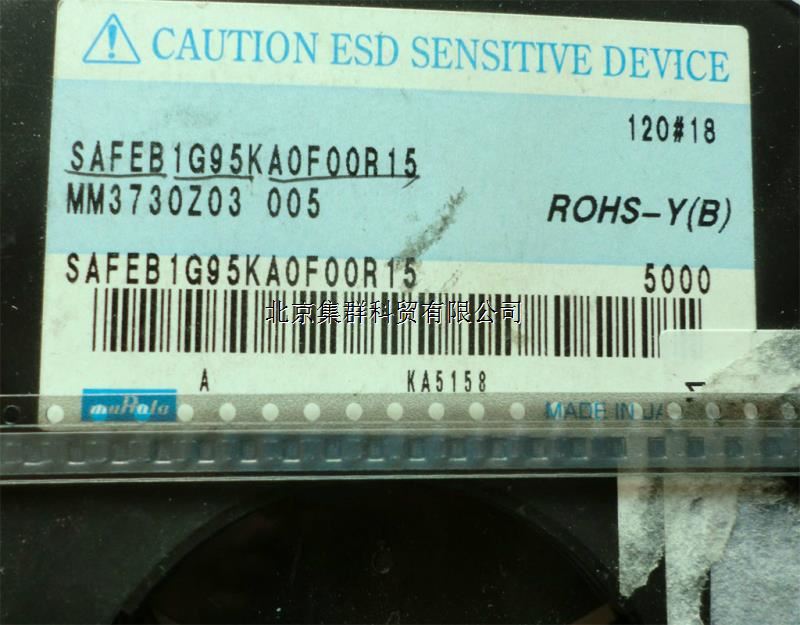 CAUTION ESD SENSITIVE DEVICE
120#18
SAFEB1G95KA0F00R15
MM3730Z03 005
ROHS-Y(B)
SAFEB1G95KA0F00R15
5000
北京集群科贸有限公司
A
KA5158
1
muRata
MADE IN JA